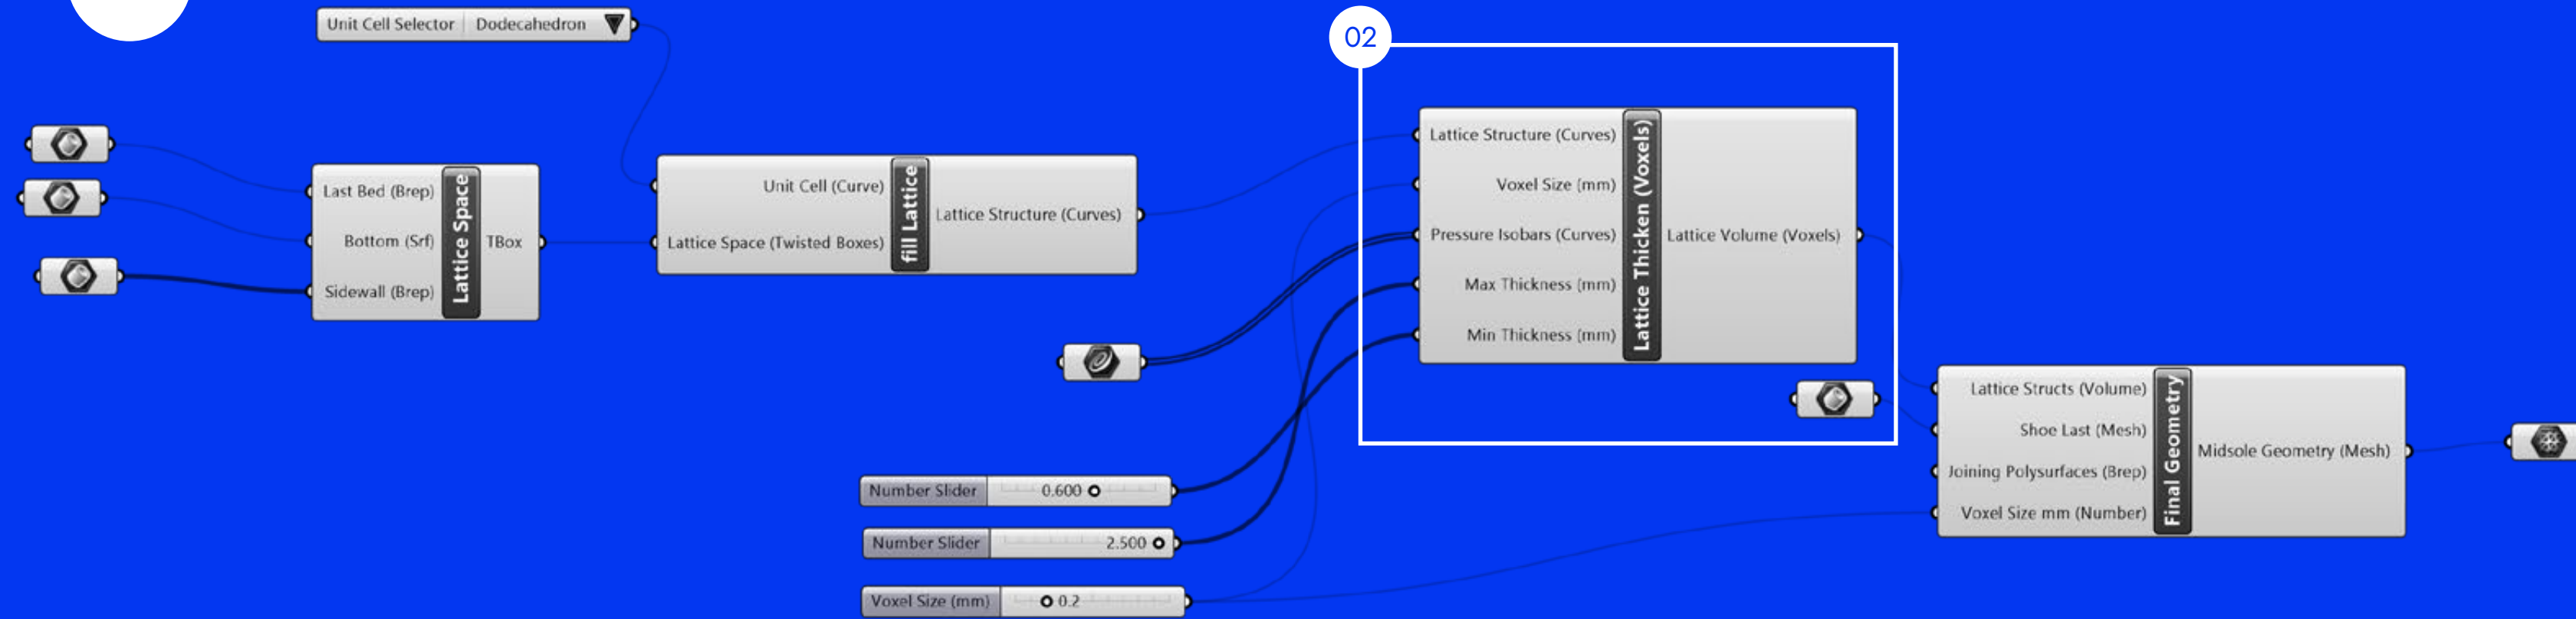 Unit Cell Selector Dodecahedron
02
Last Bed (Brep)
Bottom (Srf)
Sidewall (Brep)
Lattice Space
TBox
Unit Cell (Curve)
Lattice Space (Twisted Boxes)
fill Lattice
Lattice Structure (Curves)
Lattice Structure (Curves)
Voxel Size (mm)
Pressure Isobars (Curves)
Max Thickness (mm)
Min Thickness (mm)
Lattice Thicken (Voxels)
Lattice Volume (Voxels)
Number Slider 0.600
Number Slider 2.500
Voxel Size (mm) 0.2
Lattice Structs (Volume)
Shoe Last (Mesh)
Joining Polysurfaces (Brep)
Voxel Size mm (Number)
Final Geometry
Midsole Geometry (Mesh)